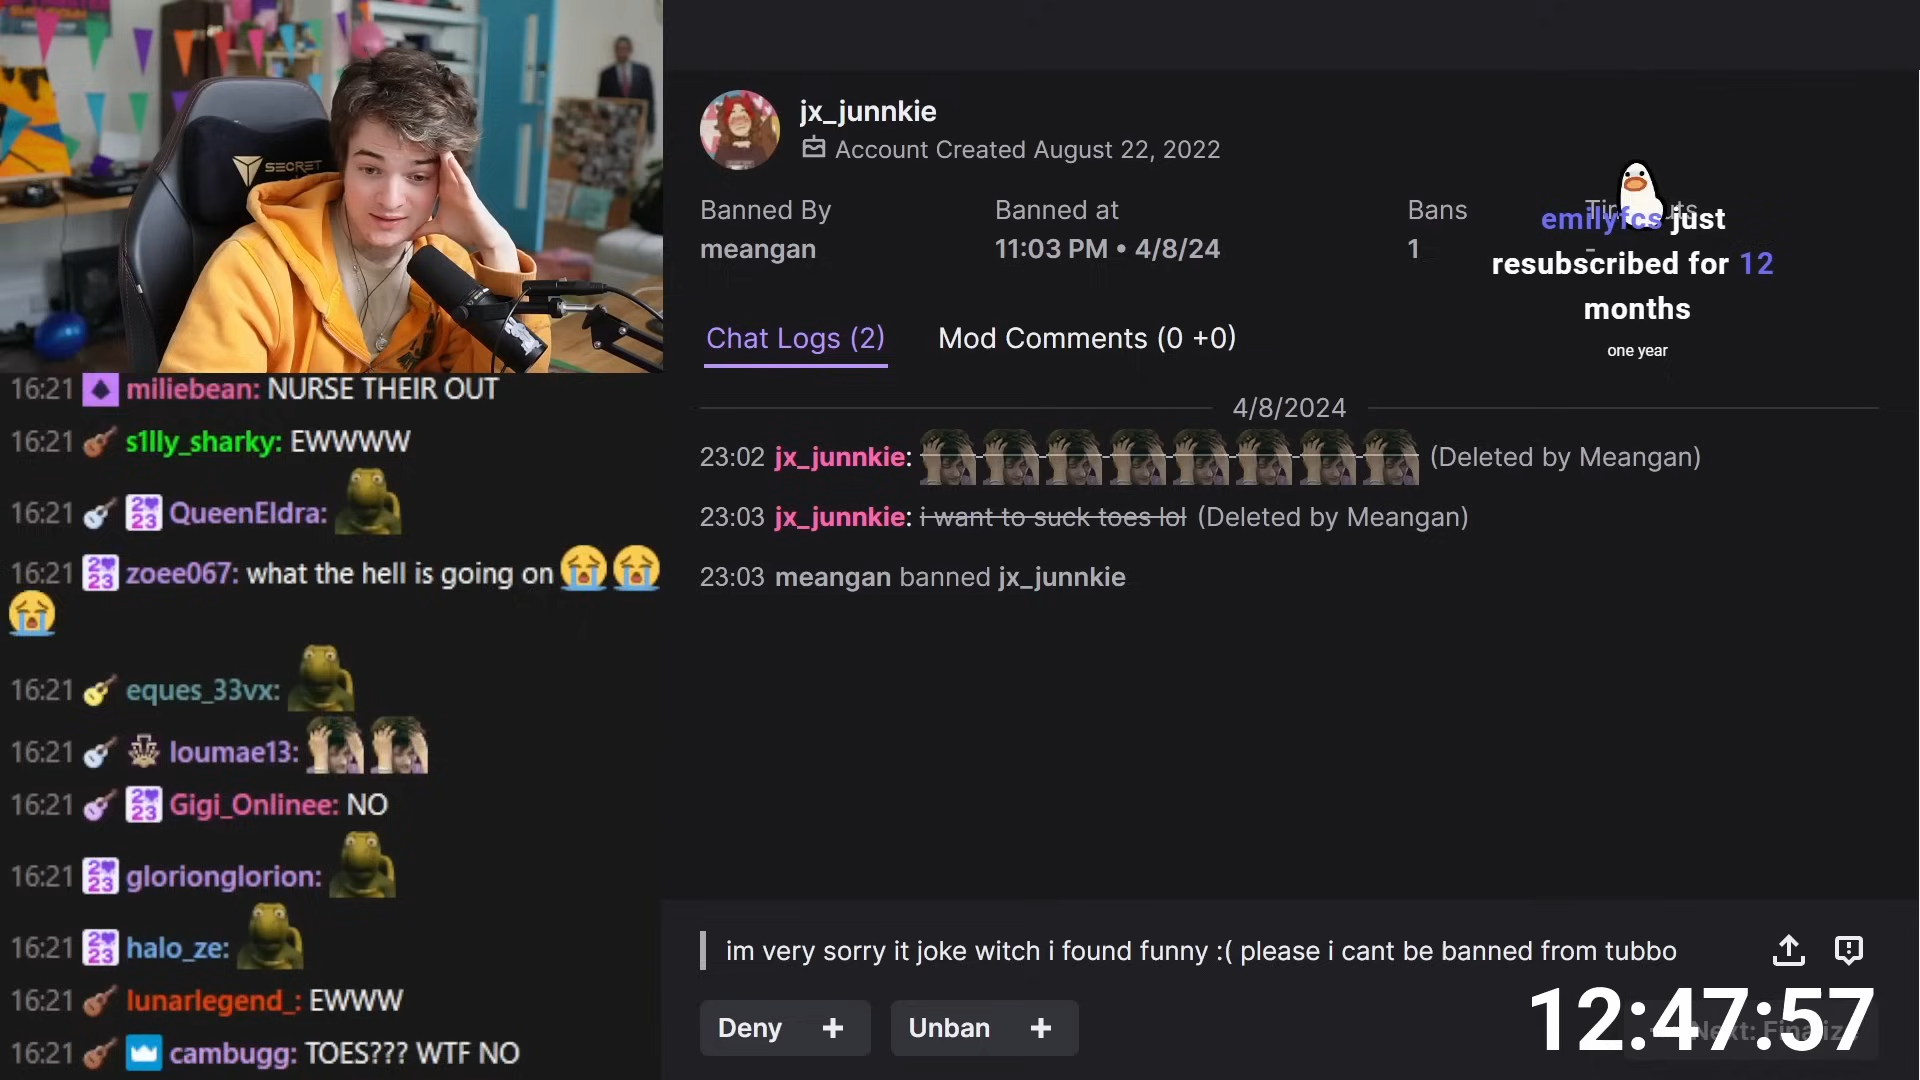 SECRET
16:21 miliebean: NURSE THEIR OUT
16:21 s1lly_sharky: EWWWW
16:21 QueenEldra:
16:21 zoee067: what the hell is going on
16:21 eques_33vx:
16:21 loumae13:
16:21 Gigi_Onlinee: NO
16:21 glorionglorion:
16:21 halo_ze:
16:21 lunarlegend_: EWWW
16:21 cambugg: TOES??? WTF NO
jx_junnkie
Account Created August 22, 2022
Banned By
meangan
Banned at
11:03 PM • 4/8/24
Bans
1
emilyfcs just
resubscribed for 12
months
one year
Chat Logs (2)
Mod Comments (0 +0)
4/8/2024
23:02 jx_junnkie: (Deleted by Meangan)
23:03 jx_junnkie: i want to suck toes lol (Deleted by Meangan)
23:03 meangan banned jx_junnkie
im very sorry it joke witch i found funny :( please i cant be banned from tubbo
Deny +
Unban +
12:47:57